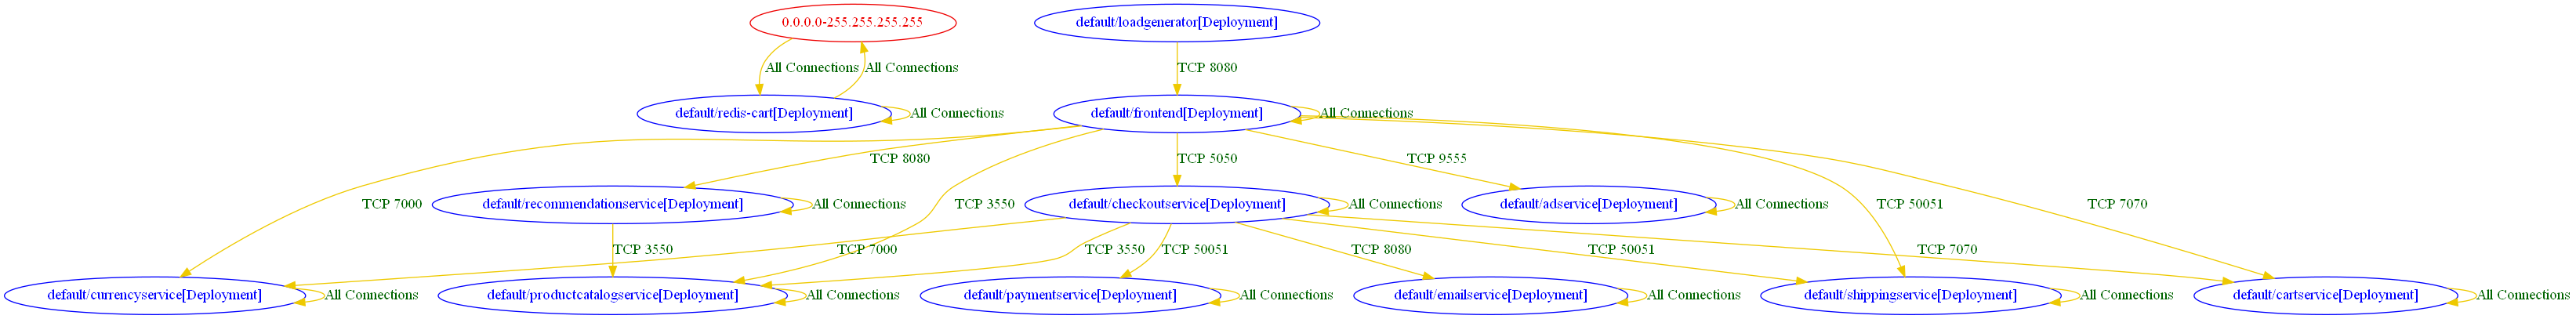 0.0.0.0-255.255.255.255
default/loadgenerator[Deployment]
All Connections
All Connections
TCP 8080
default/redis-cart[Deployment]
All Connections
default/frontend[Deployment]
All Connections
TCP 8080
TCP 5050
TCP 9555
TCP 7000
default/recommendationservice[Deployment]
All Connections
TCP 3550
default/checkoutservice[Deployment]
All Connections
default/adservice[Deployment]
All Connections
TCP 50051
TCP 7070
TCP 3550
TCP 7000
TCP 3550
TCP 50051
TCP 8080
TCP 50051
TCP 7070
default/currencyservice[Deployment]
All Connections
default/productcatalogservice[Deployment]
All Connections
default/paymentservice[Deployment]
All Connections
default/emailservice[Deployment]
All Connections
default/shippingservice[Deployment]
All Connections
default/cartservice[Deployment]
All Connections